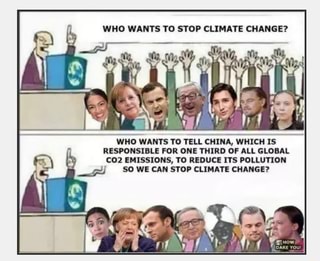 WHO WANTS TO STOP CLIMATE CHANGE?
WHO WANTS TO TELL CHINA, WHICH IS
RESPONSIBLE FOR ONE THIRD OF ALL GLOBAL
CO2 EMISSIONS, TO REDUCE ITS POLLUTION
SO WE CAN STOP CLIMATE CHANGE?
HOW
DARE YOU!